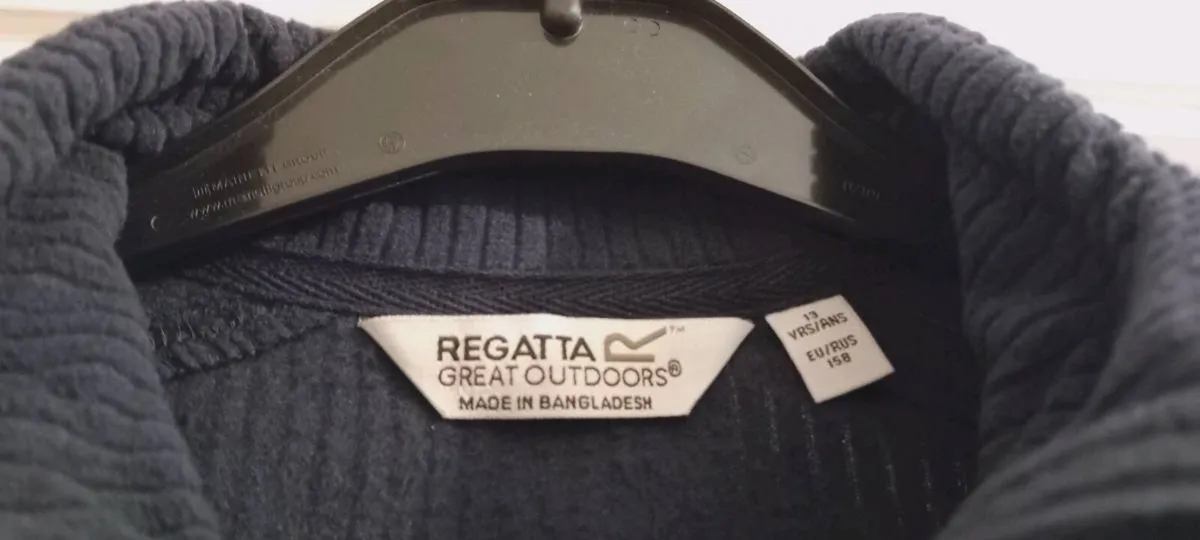 REGATTA
GREAT OUTDOORS®
MADE IN BANGLADESH
13
YRS/ANS
EU/RUS
158